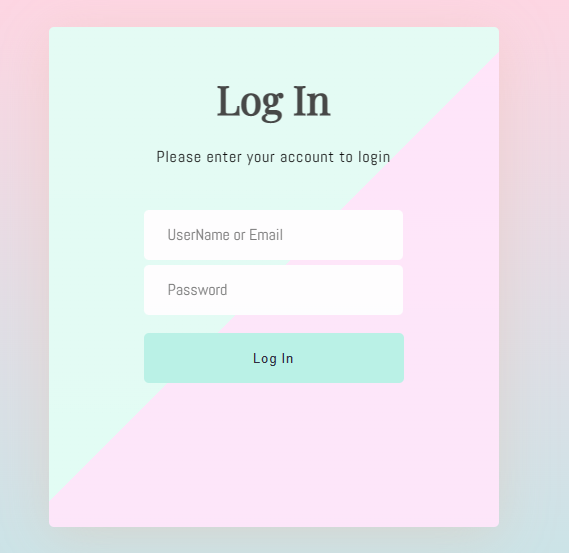 Log In
Please enter your account to login
UserName or Email
Password
Log In